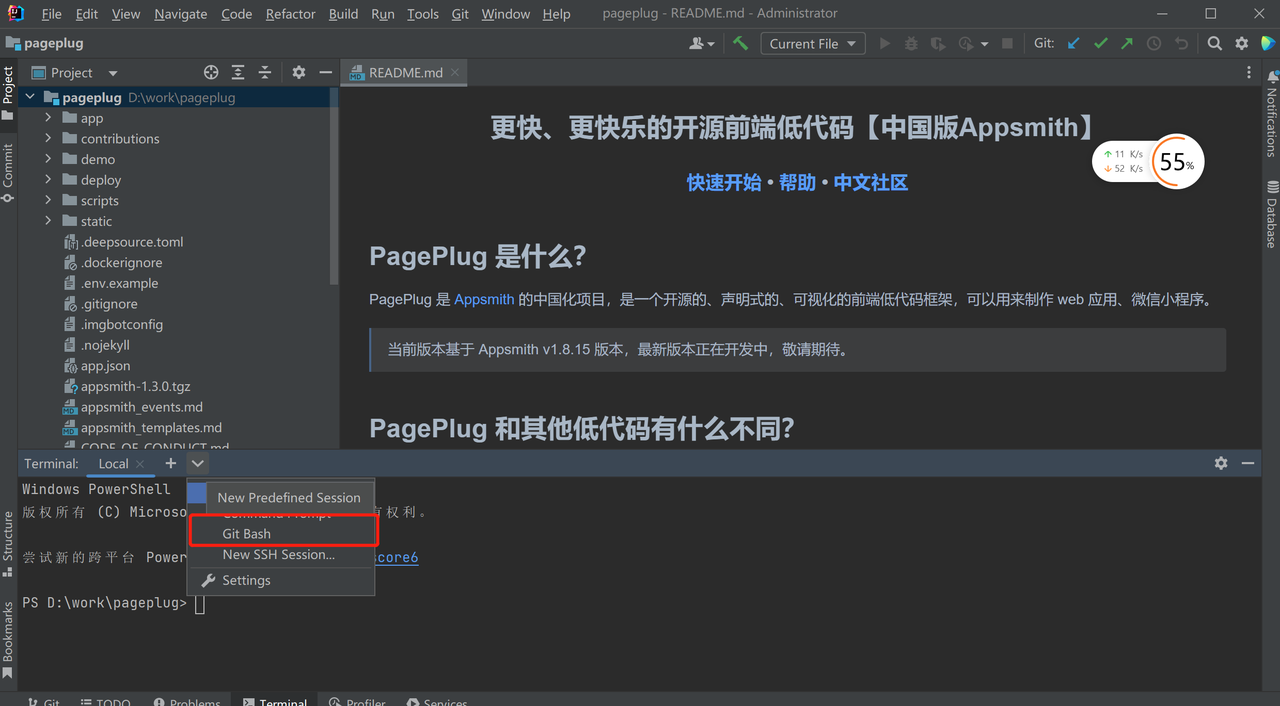 File Edit View Navigate Code Refactor Build Run Tools Git Window Help pageplug - README.md - Administrator
pageplug Current File Git:
Project
Commit
Structure
Bookmarks
Project
pageplug D:\work\pageplug
app
contributions
demo
deploy
scripts
static
.deepsource.toml
.dockerignore
.env.example
.gitignore
.imgbotconfig
.nojekyll
app.json
appsmith-1.3.0.tgz
appsmith_events.md
appsmith_templates.md
CODE_OF_CONDUCT.md
README.md
更快、更快乐的开源前端低代码【中国版Appsmith】
快速开始 • 帮助 • 中文社区
PagePlug 是什么？
PagePlug 是 Appsmith 的中国化项目，是一个开源的、声明式的、可视化的前端低代码框架，可以用来制作 web 应用、微信小程序。
当前版本基于 Appsmith v1.8.15 版本，最新版本正在开发中，敬请期待。
PagePlug 和其他低代码有什么不同？
11 K/s
52 K/s
55%
Notifications
Database
Terminal: Local
Windows PowerShell
版权所有 (C) Microso 有权利。
尝试新的跨平台 Power score6
PS D:\work\pageplug>
New Predefined Session
Command Prompt
Git Bash
New SSH Session...
Settings
Git TODO Problems Terminal Profiler Services